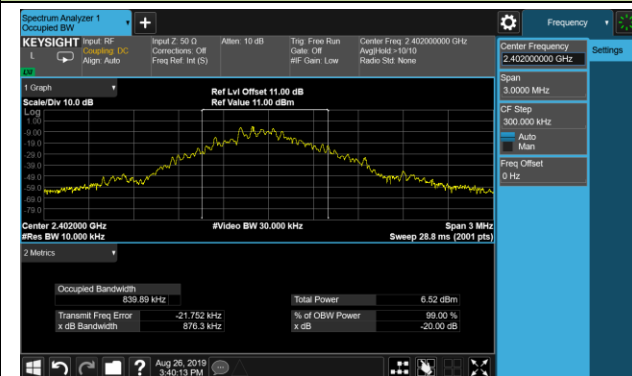 Spectrum Analyzer 1
Occupied BW
+
Frequency
KEYSIGHT
L
Input: RF
Coupling: DC
Align: Auto
Input Z: 50 Ω
Corrections: Off
Freq Ref: Int (S)
Atten: 10 dB
Trig: Free Run
Gate: Off
#IF Gain: Low
Center Freq: 2.402000000 GHz
Avg|Hold:>10/10
Radio Std: None
Center Frequency
2.402000000 GHz
Settings
Span
3.0000 MHz
CF Step
300.000 kHz
Auto
Man
Freq Offset
0 Hz
1 Graph
Scale/Div 10.0 dB
Ref Lvl Offset 11.00 dB
Ref Value 11.00 dBm
Log
1.00
-9.00
-19.0
-29.0
-39.0
-49.0
-59.0
-69.0
-79.0
Center 2.402000 GHz
#Res BW 10.000 kHz
#Video BW 30.000 kHz
Span 3 MHz
Sweep 28.8 ms (2001 pts)
2 Metrics
Occupied Bandwidth
839.89 kHz
Total Power 6.52 dBm
Transmit Freq Error -21.752 kHz
% of OBW Power 99.00 %
x dB Bandwidth 876.3 kHz
x dB -20.00 dB
?
Aug 26, 2019
3:40:13 PM